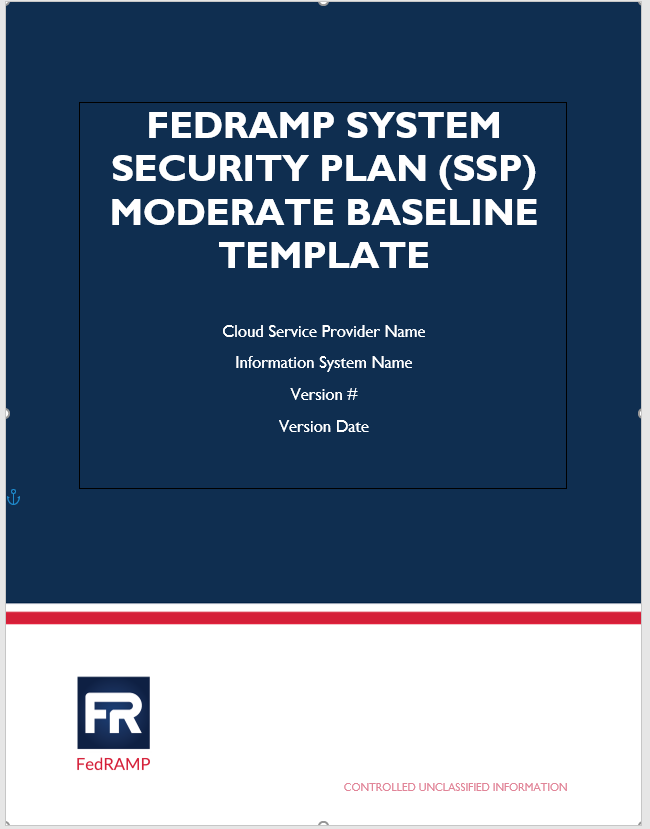 FEDRAMP SYSTEM
SECURITY PLAN (SSP)
MODERATE BASELINE
TEMPLATE
Cloud Service Provider Name
Information System Name
Version #
Version Date
FR
FedRAMP
CONTROLLED UNCLASSIFIED INFORMATION